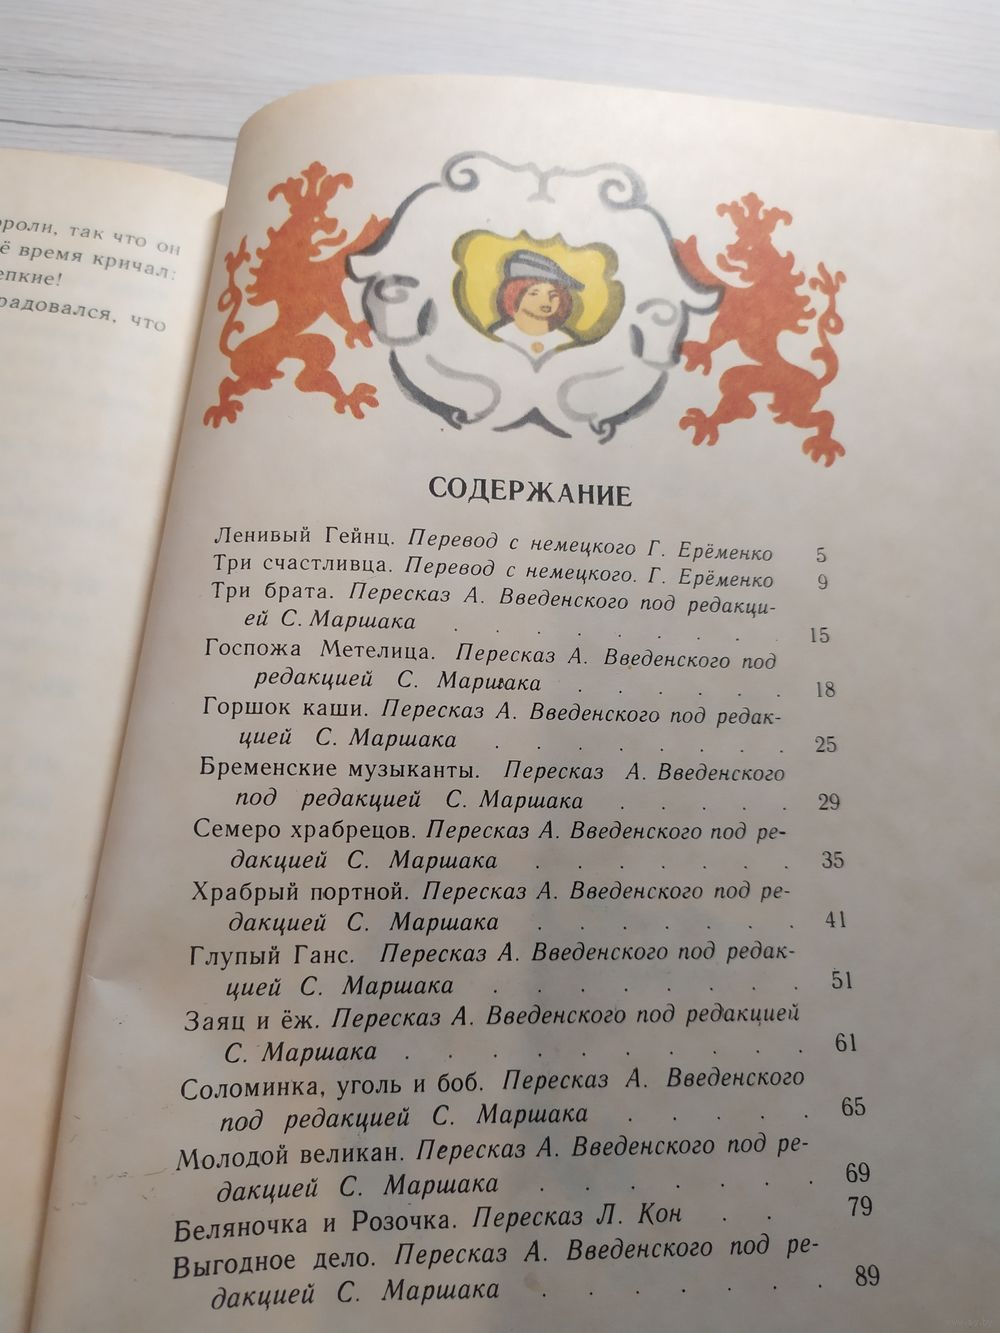 роли, так что он
ё время кричал:
епкие!
радовался, что
СОДЕРЖАНИЕ
Ленивый Гейнц. Перевод с немецкого Г. Ерёменко 5
Три счастливца. Перевод с немецкого. Г. Ерёменко 9
Три брата. Пересказ А. Введенского под редакци-
ей С. Маршака . . . . . . . . 15
Госпожа Метелица. Пересказ А. Введенского под
редакцией С. Маршака . . . . . . 18
Горшок каши. Пересказ А. Введенского под редак-
цией С. Маршака . . . . . . . . 25
Бременские музыканты. Пересказ А. Введенского
под редакцией С. Маршака . . . . . 29
Семеро храбрецов. Пересказ А. Введенского под ре-
дакцией С. Маршака . . . . . . . 35
Храбрый портной. Пересказ А. Введенского под ре-
дакцией С. Маршака . . . . . . . 41
Глупый Ганс. Пересказ А. Введенского под редак-
цией С. Маршака . . . . . . . . 51
Заяц и ёж. Пересказ А. Введенского под редакцией
С. Маршака . . . . . . . . . . 61
Соломинка, уголь и боб. Пересказ А. Введенского
под редакцией С. Маршака . . . . . 65
Молодой великан. Пересказ А. Введенского под ре-
дакцией С. Маршака . . . . . . . 69
Беляночка и Розочка. Пересказ Л. Кон . . 79
Выгодное дело. Пересказ А. Введенского под ре-
дакцией С. Маршака . . . . . . . 89